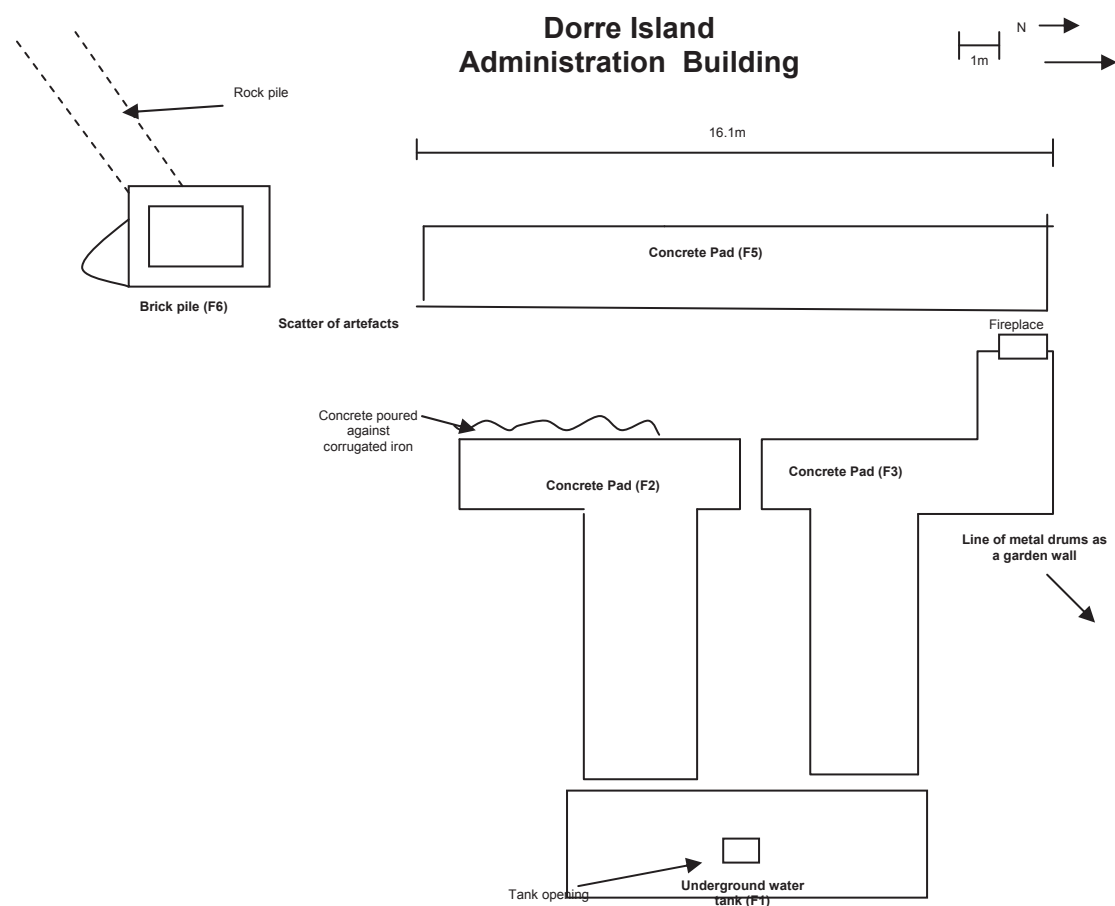 Dorre Island
Administration Building
N
1m
Rock pile
16.1m
Concrete Pad (F5)
Brick pile (F6)
Scatter of artefacts
Fireplace
Concrete poured
against
corrugated iron
Concrete Pad (F2)
Concrete Pad (F3)
Line of metal drums as
a garden wall
Tank opening
Underground water
tank (F1)